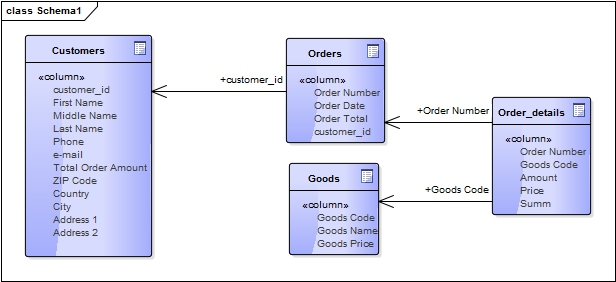 class Schema1
Customers
«column»
customer_id
First Name
Middle Name
Last Name
Phone
e-mail
Total Order Amount
ZIP Code
Country
City
Address 1
Address 2
+customer_id
Orders
«column»
Order Number
Order Date
Order Total
customer_id
+Order Number
Order_details
«column»
Order Number
Goods Code
Amount
Price
Summ
+Goods Code
Goods
«column»
Goods Code
Goods Name
Goods Price